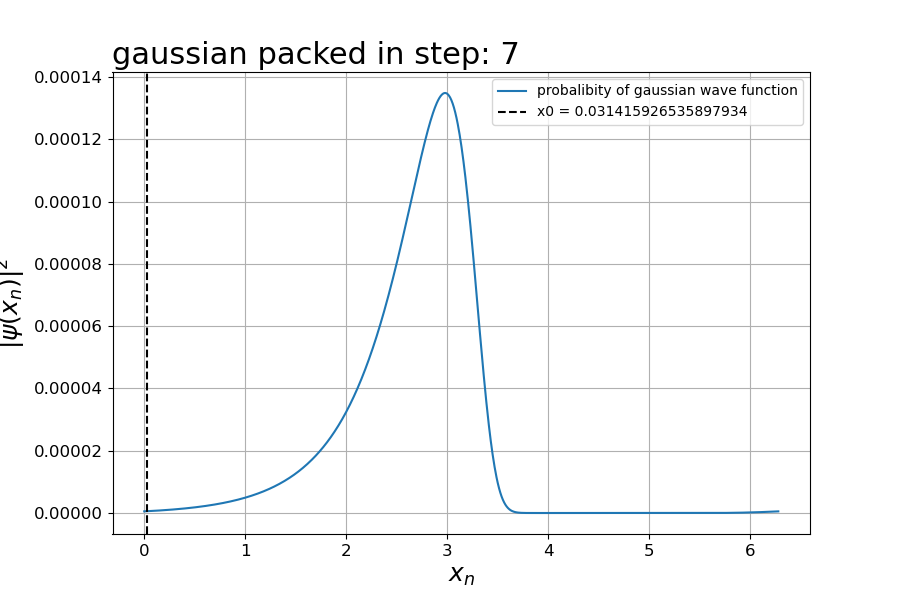 gaussian packed in step: 7
0.00014
0.00012
0.00010
0.00008
0.00006
0.00004
0.00002
0.00000
|ψ(xₙ)|²
probalibity of gaussian wave function
x0 = 0.031415926535897934
0 1 2 3 4 5 6
xₙ